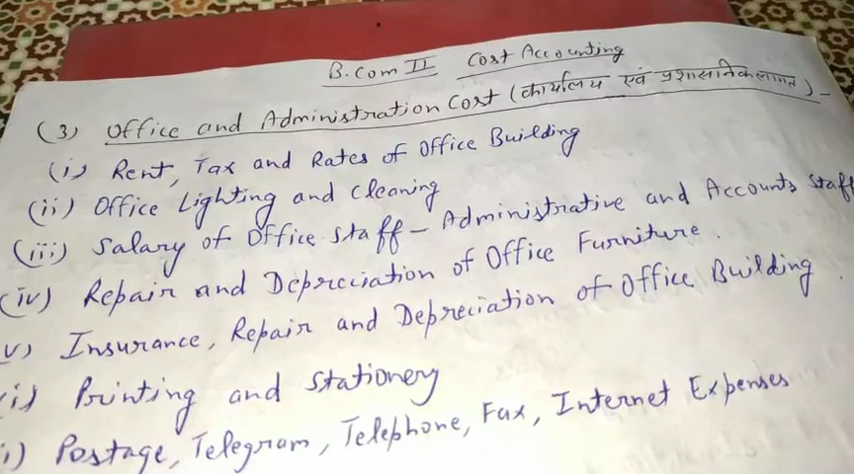 B.Com II Cost Accounting
(3) Office and Administration Cost (कार्यालय एवं प्रशासनिक लागत) -
(i) Rent, Tax and Rates of Office Building
(ii) Office Lighting and Cleaning
(iii) Salary of Office Staff - Administrative and Accounts Staff
(iv) Repair and Depreciation of Office Furniture.
v) Insurance, Repair and Depreciation of Office Building.
i) Printing and Stationery
i) Postage, Telegram, Telephone, Fax, Internet Expenses